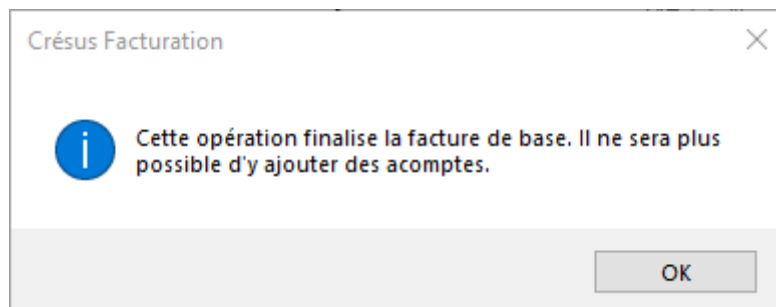 Crésus Facturation
Cette opération finalise la facture de base. Il ne sera plus
possible d'y ajouter des acomptes.
OK